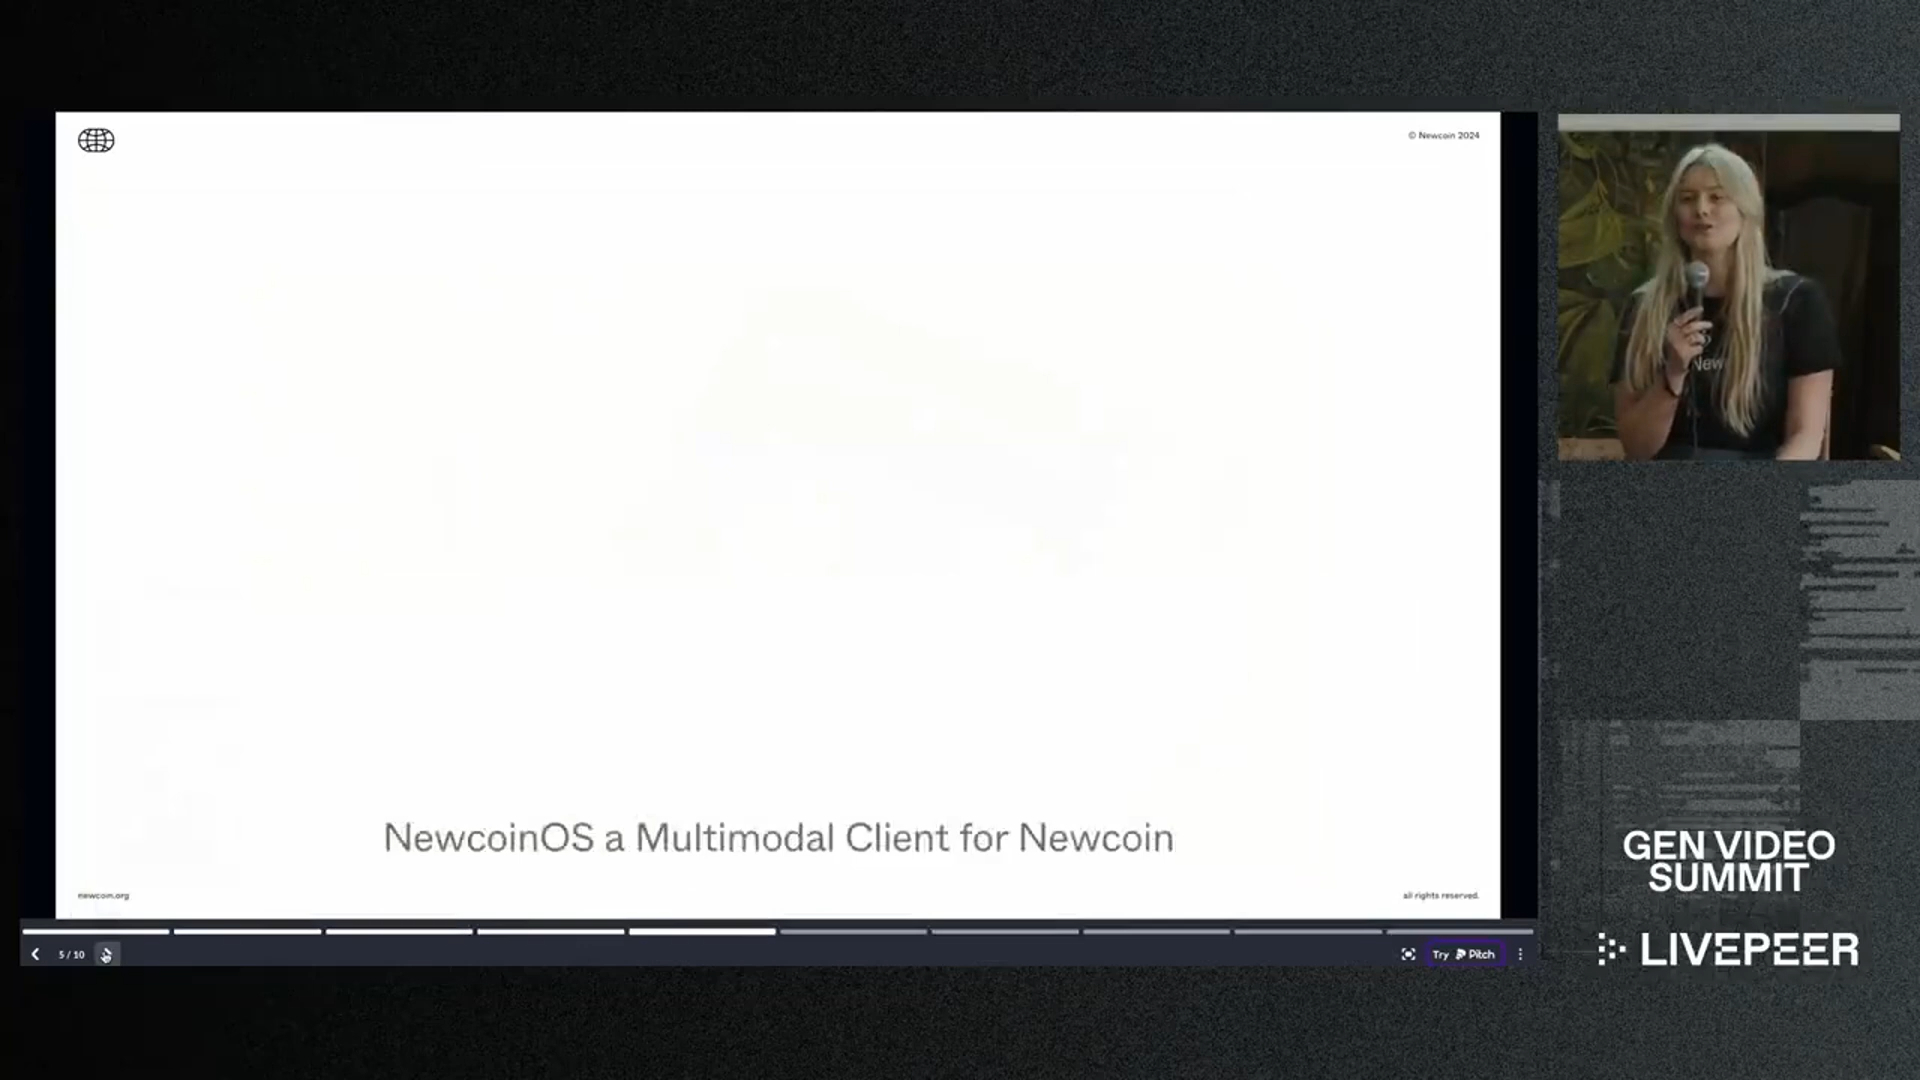 © Newcoin 2024
New
NewcoinOS a Multimodal Client for Newcoin
newcoin.org
all rights reserved.
5 / 10
Try Pitch
GEN VIDEO
SUMMIT
LIVEPEER